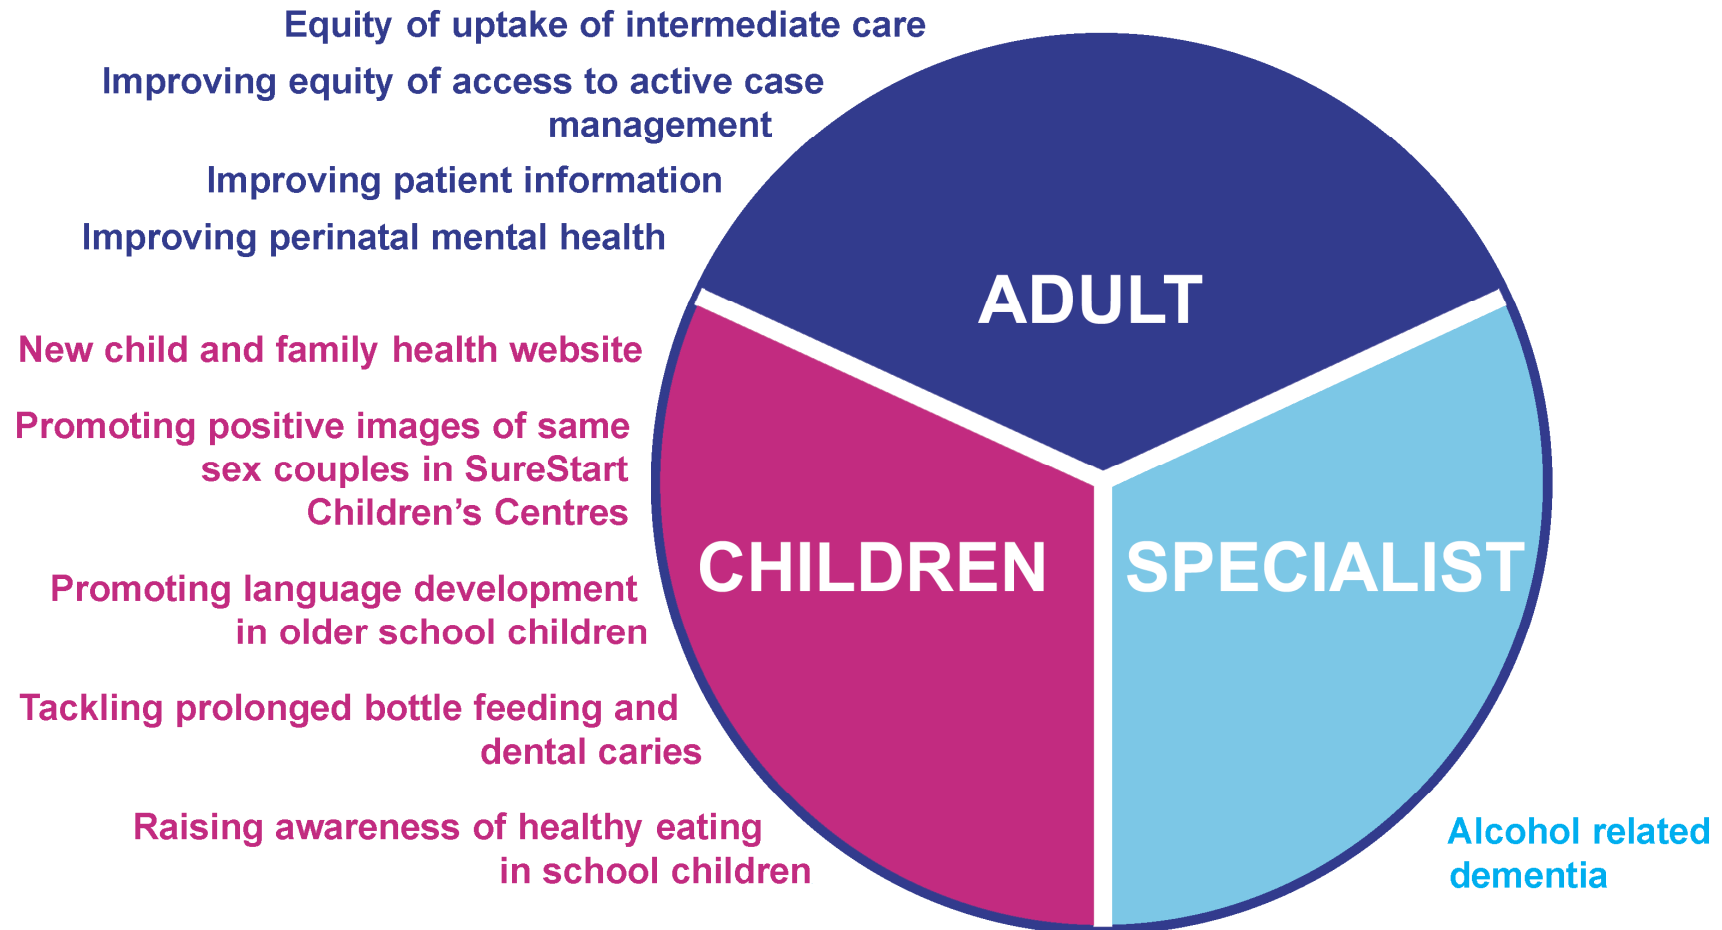 Equity of uptake of intermediate care
Improving equity of access to active case
management
Improving patient information
Improving perinatal mental health
ADULT
New child and family health website
Promoting positive images of same
sex couples in SureStart
Children’s Centres
Promoting language development
in older school children
Tackling prolonged bottle feeding and
dental caries
Raising awareness of healthy eating
in school children
CHILDREN
SPECIALIST
Alcohol related
dementia